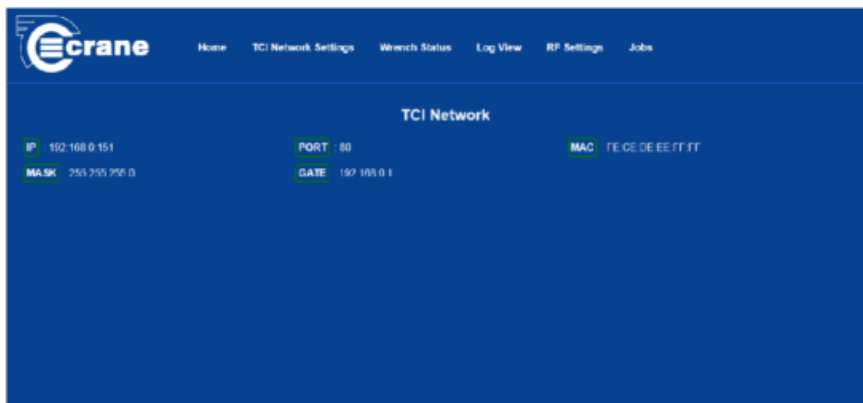 crane
Home TCI Network Settings Wrench Status Log View RF Settings Jobs
TCI Network
IP 192.168.0.151 PORT : 80 MAC
MASK 255.255.255.0 GATE 192.168.0.1